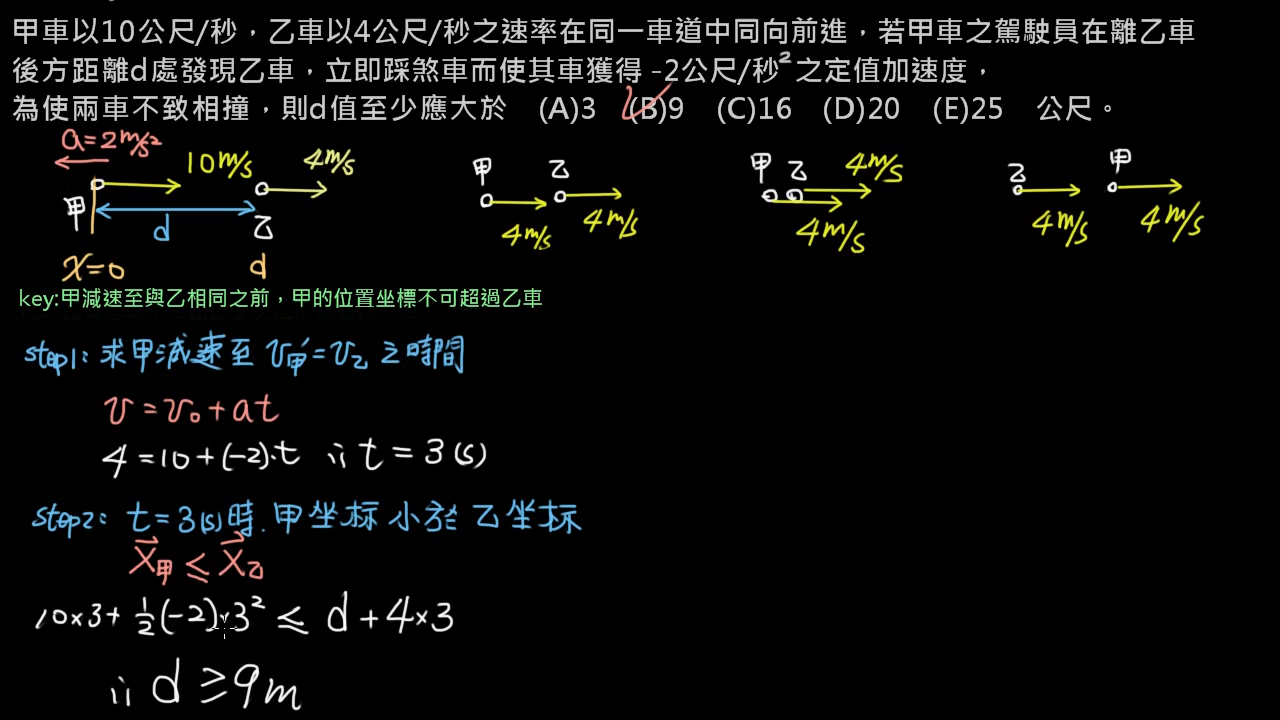 甲車以10公尺/秒，乙車以4公尺/秒之速率在同一車道中同向前進，若甲車之駕駛員在離乙車
後方距離d處發現乙車，立即踩煞車而使其車獲得 -2公尺/秒² 之定值加速度，
為使兩車不致相撞，則d值至少應大於 (A)3 (B)9 (C)16 (D)20 (E)25 公尺。
a=2m/s²
10m/s 4m/s
甲 d 乙
x=0 d
甲 乙
4m/s 4m/s
甲 乙 4m/s
4m/s
乙 甲
4m/s 4m/s
key:甲減速至與乙相同之前，甲的位置坐標不可超過乙車
step1: 求甲減速至 v甲'=v乙 之時間
v=v₀+at
4=10+(-2)·t ∴ t=3(s)
step2: t=3(s)時.甲坐标小於乙坐标
X⃗甲 ≤ X⃗乙
10×3+½(-2)×3² ≤ d+4×3
∴ d≥9m